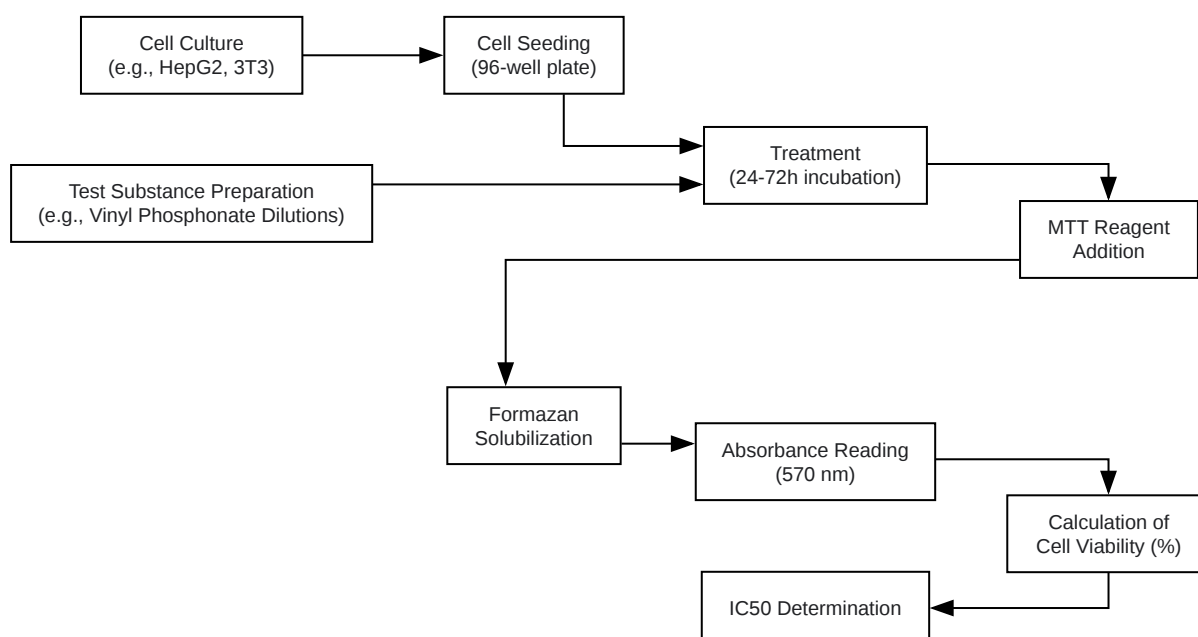 Cell Culture
(e.g., HepG2, 3T3)
Cell Seeding
(96-well plate)
Test Substance Preparation
(e.g., Vinyl Phosphonate Dilutions)
Treatment
(24-72h incubation)
MTT Reagent
Addition
Formazan
Solubilization
Absorbance Reading
(570 nm)
Calculation of
Cell Viability (%)
IC50 Determination